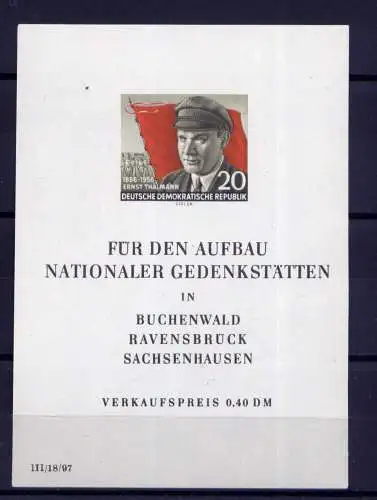 1886-1956
ERNST THÄLMANN
20
DEUTSCHE DEMOKRATISCHE REPUBLIK
FÜR DEN AUFBAU
NATIONALER GEDENKSTÄTTEN
IN
BUCHENWALD
RAVENSBRÜCK
SACHSENHAUSEN
VERKAUFSPREIS 0,40 DM
III/18/97